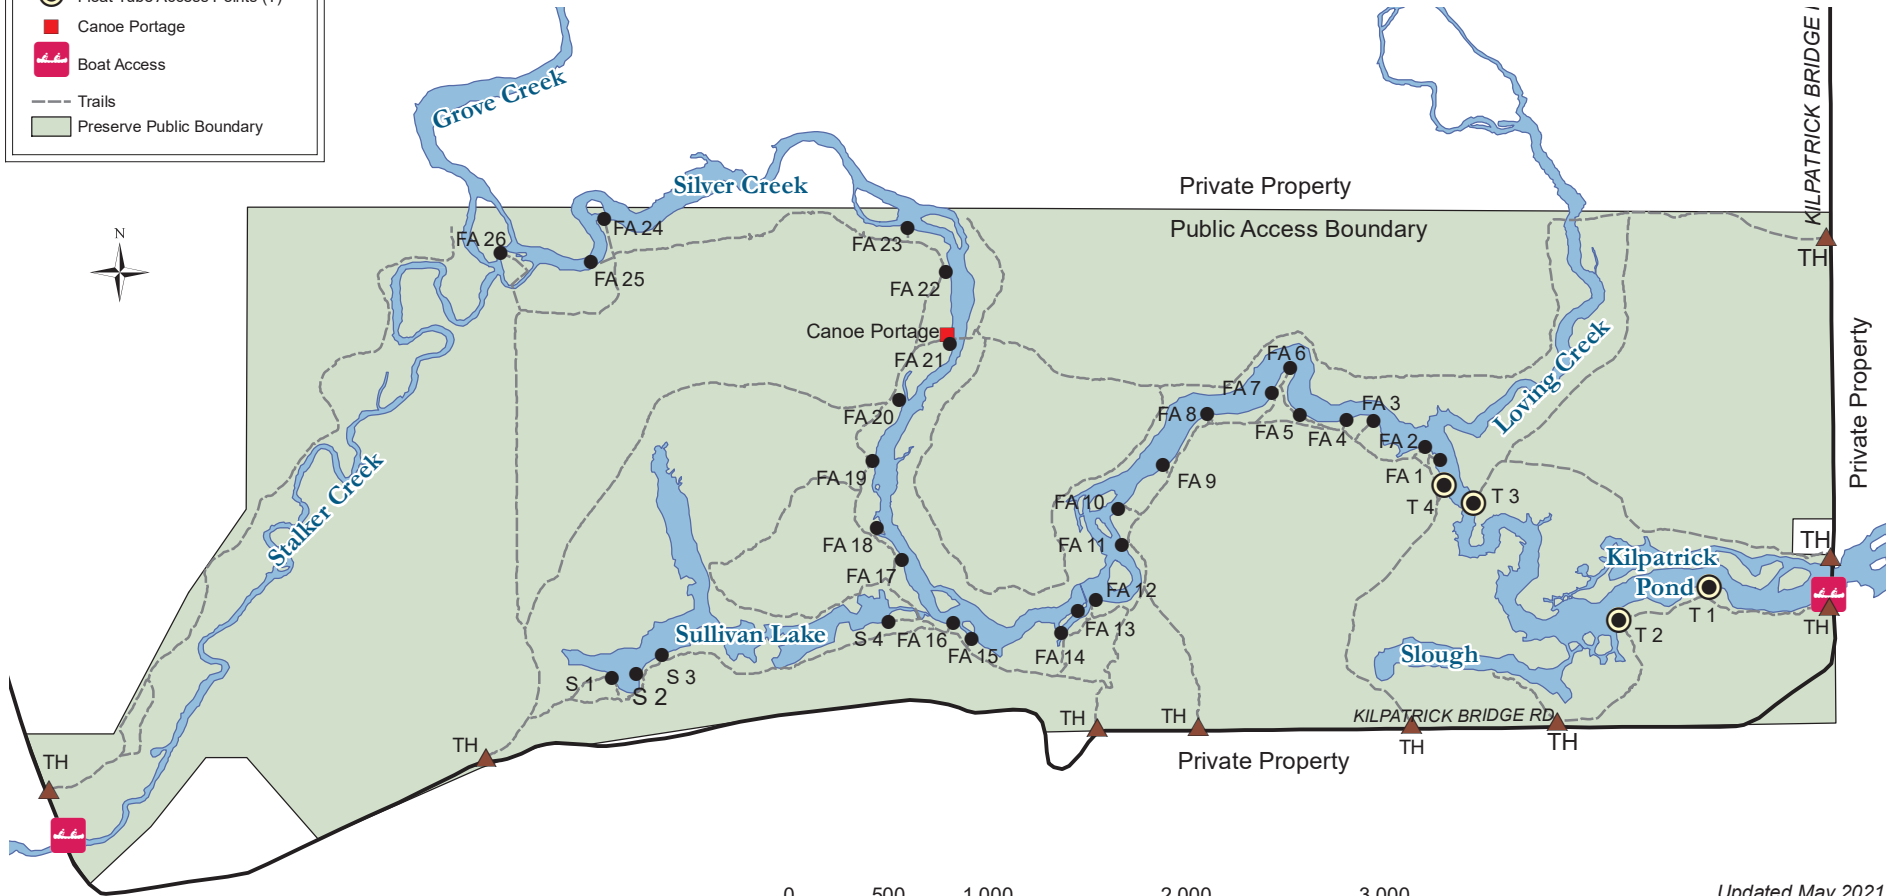 Float Tube Access Points (T)
Canoe Portage
Boat Access
Trails
Preserve Public Boundary
Grove Creek
Silver Creek
Private Property
Public Access Boundary
KILPATRICK BRIDGE
N
FA 26
FA 24
FA 25
FA 23
FA 22
TH
Canoe Portage
FA 21
FA 20
FA 19
FA 18
FA 17
FA 6
FA 7
FA 8
FA 5
FA 4
FA 3
FA 2
FA 1
FA 9
FA 10
FA 11
FA 12
FA 13
FA 14
FA 15
FA 16
Loving Creek
Private Property
T 4
T 3
Stalker Creek
Kilpatrick
Pond
T 1
T 2
TH
TH
Sullivan Lake
S 4
S 3
S 2
S 1
Slough
TH
TH
KILPATRICK BRIDGE RD
TH
TH
TH
TH
Private Property
0 500 1,000 2,000 3,000
Updated May 2021